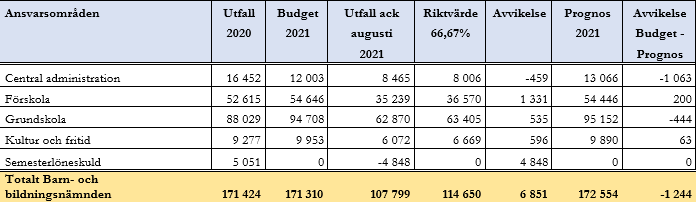 Ansvarsområden Utfall Budget Utfall ack Riktvärde Avvikelse Prognos Avvikelse
2020 2021 augusti 66,67% 2021 Budget -
2021 Prognos
Central administration 16 452 12 003 8 465 8 006 -459 13 066 -1 063
Förskola 52 615 54 646 35 239 36 570 1 331 54 446 200
Grundskola 88 029 94 708 62 870 63 405 535 95 152 -444
Kultur och fritid 9 277 9 953 6 072 6 669 596 9 890 63
Semesterlöneskuld 5 051 0 -4 848 0 4 848 0 0
Totalt Barn- och
bildningsnämnden 171 424 171 310 107 799 114 650 6 851 172 554 -1 244